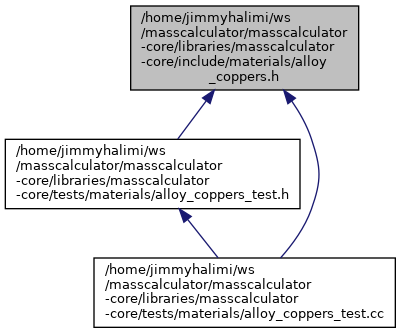 /home/jimmyhalimi/ws
/masscalculator/masscalculator
-core/libraries/masscalculator
-core/include/materials/alloy
_coppers.h
/home/jimmyhalimi/ws
/masscalculator/masscalculator
-core/libraries/masscalculator
-core/tests/materials/alloy_coppers_test.h
/home/jimmyhalimi/ws
/masscalculator/masscalculator
-core/libraries/masscalculator
-core/tests/materials/alloy_coppers_test.cc